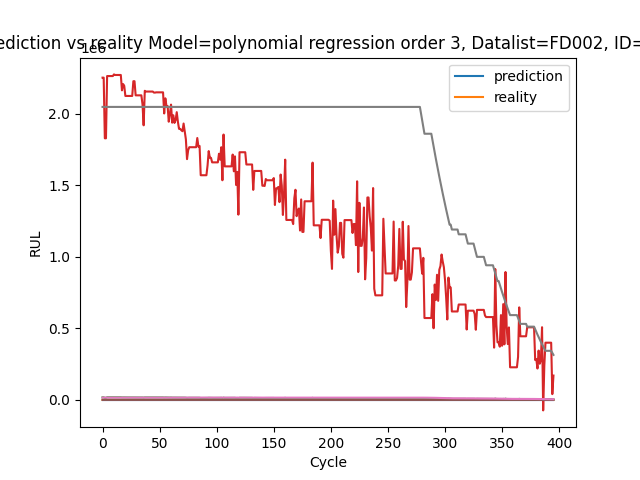 ediction vs reality Model=polynomial regression order 3, Datalist=FD002, ID=
1e6
prediction
reality
2.0
1.5
1.0
0.5
0.0
RUL
0 50 100 150 200 250 300 350 400
Cycle